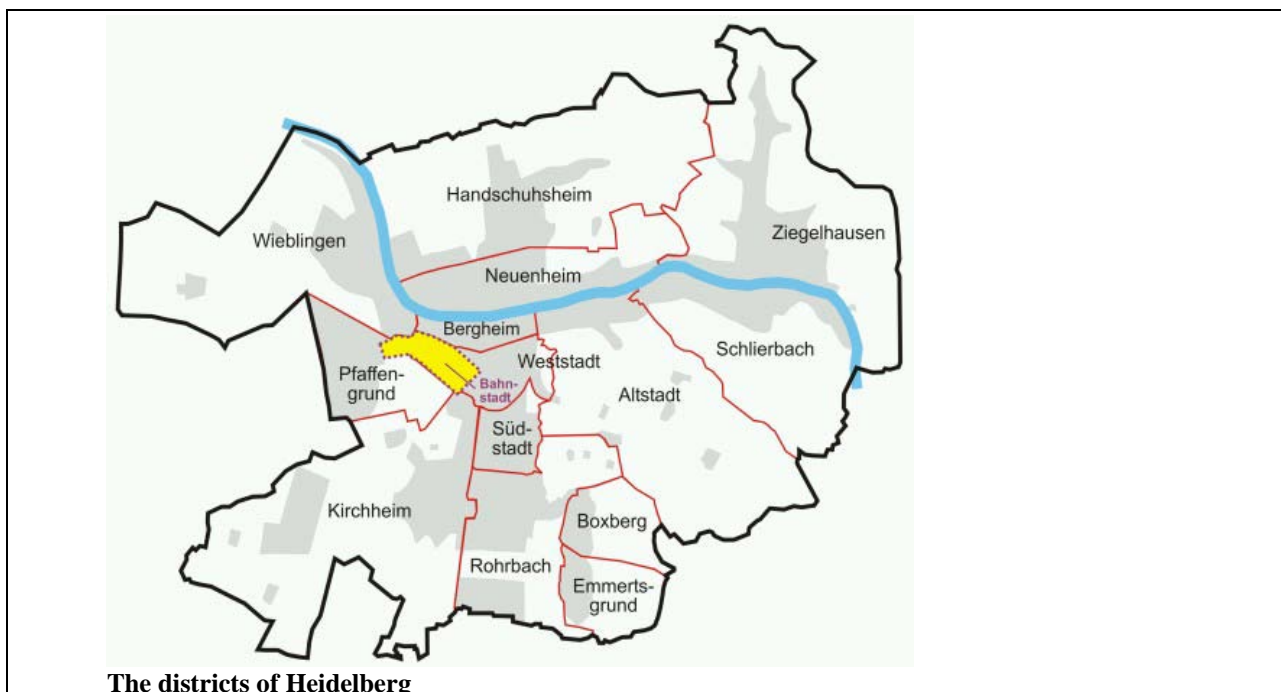 Handschuhsheim
Ziegelhausen
Wieblingen
Neuenheim
Bergheim
Schlierbach
Weststadt
Pfaffen-
grund
Bahn-
stadt
Altstadt
Süd-
stadt
Kirchheim
Boxberg
Rohrbach
Emmerts-
grund
The districts of Heidelberg